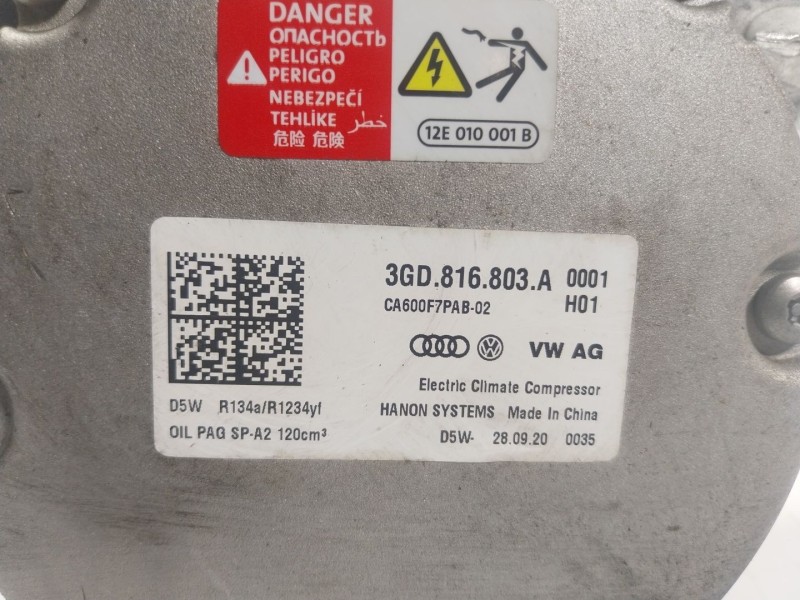 DANGER
ОПАСНОСТЬ
PELIGRO
PERIGO
NEBEZPEČÍ
TEHLİKE خطر
危险 危険
12E 010 001 B
3GD.816.803.A 0001
CA600F7PAB-02 H01
VW AG
Electric Climate Compressor
D5W R134a/R1234yf HANON SYSTEMS Made In China
OIL PAG SP-A2 120cm³ D5W- 28.09.20 0035